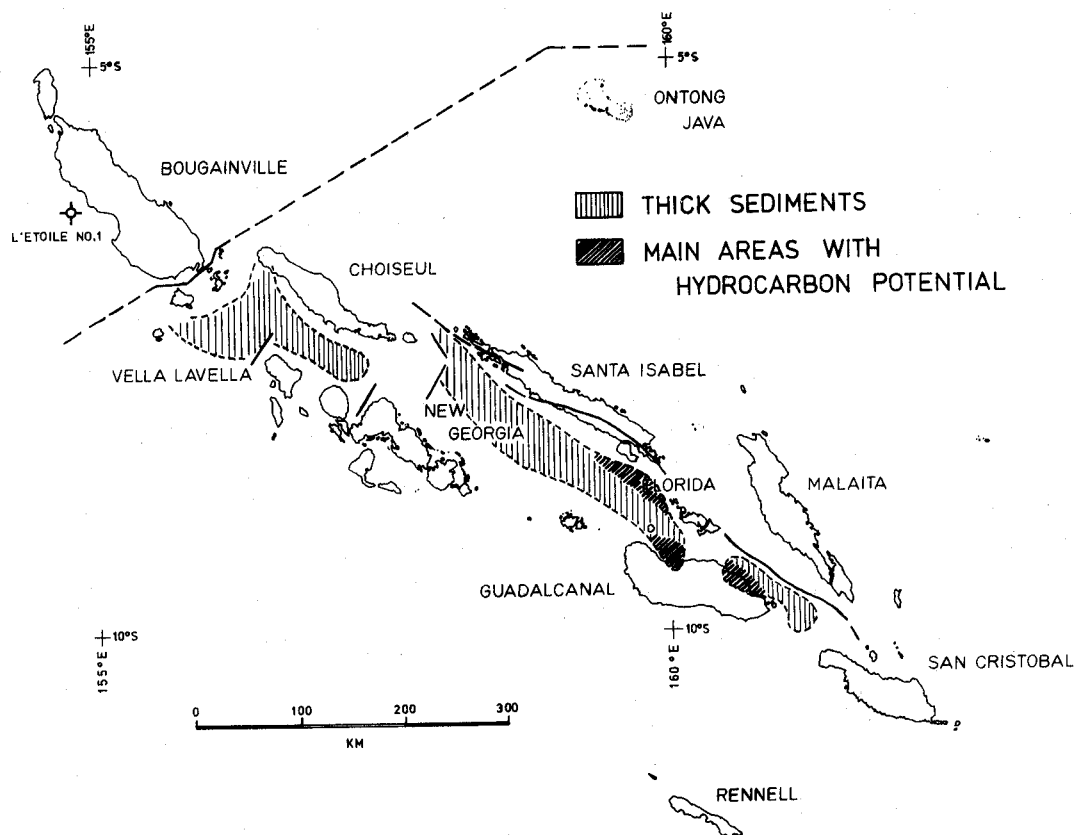 155°E
5°S
160°E
5°S
ONTONG
JAVA
BOUGAINVILLE
L'ETOILE NO.1
THICK SEDIMENTS
MAIN AREAS WITH
HYDROCARBON POTENTIAL
CHOISEUL
VELLA LAVELLA
SANTA ISABEL
NEW
GEORGIA
LORIDA
MALAITA
GUADALCANAL
10°S
155°E
10°S
160°E
SAN CRISTOBAL
0 100 200 300
KM
RENNELL